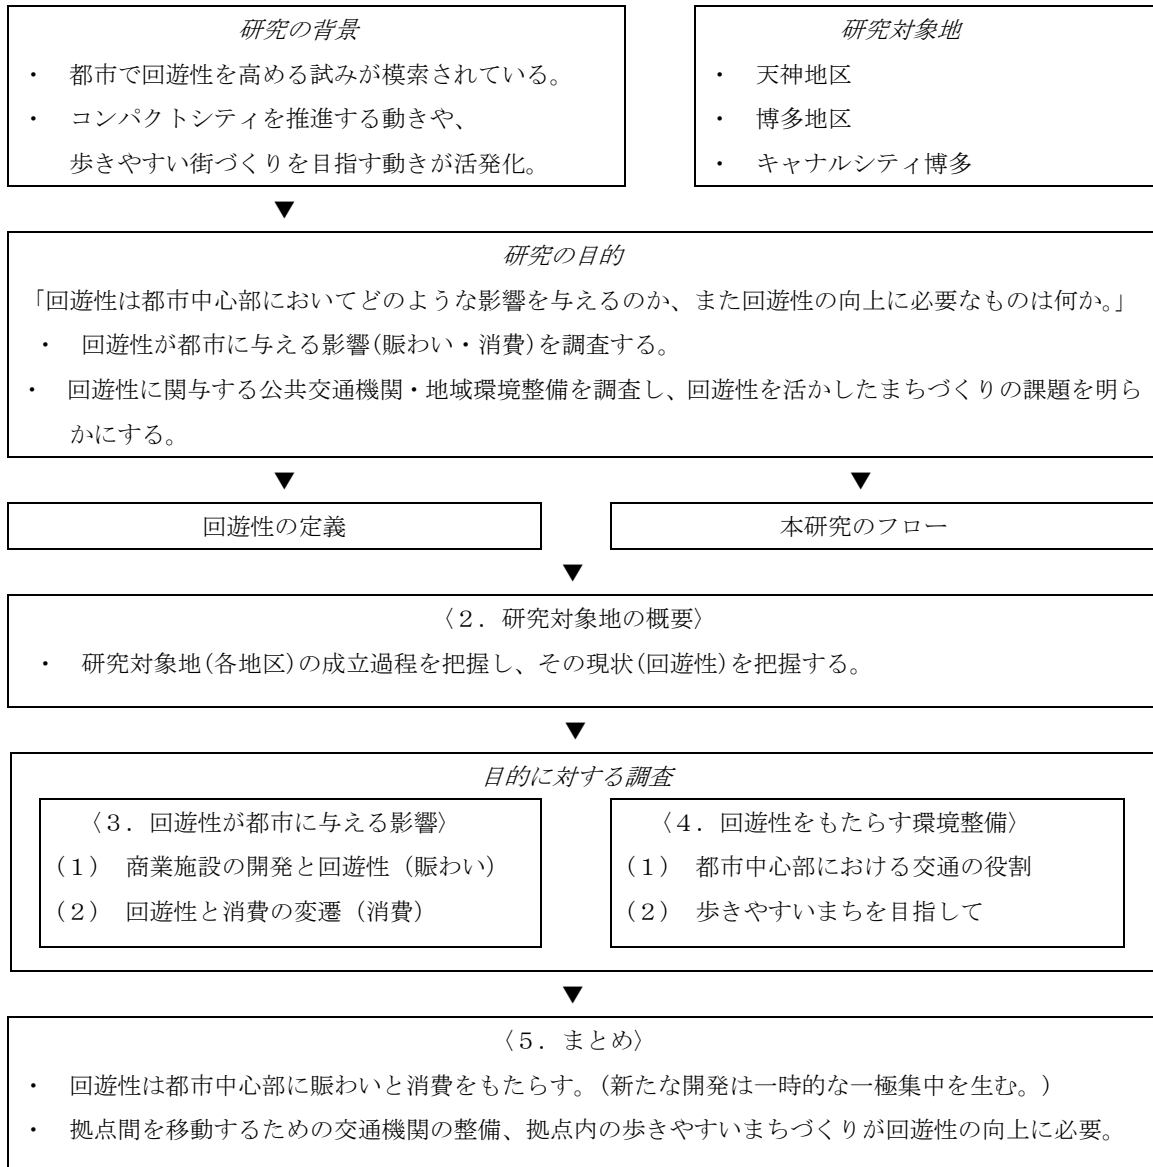 研究の背景
・ 都市で回遊性を高める試みが模索されている。
・ コンパクトシティを推進する動きや、
歩きやすい街づくりを目指す動きが活発化。
研究対象地
・ 天神地区
・ 博多地区
・ キャナルシティ博多
▼
研究の目的
「回遊性は都市中心部においてどのような影響を与えるのか、また回遊性の向上に必要なものは何か。」
・ 回遊性が都市に与える影響(賑わい・消費)を調査する。
・ 回遊性に関与する公共交通機関・地域環境整備を調査し、回遊性を活かしたまちづくりの課題を明ら
かにする。
▼ ▼
回遊性の定義
本研究のフロー
▼
〈2．研究対象地の概要〉
・ 研究対象地(各地区)の成立過程を把握し、その現状(回遊性)を把握する。
▼
目的に対する調査
〈3．回遊性が都市に与える影響〉
(1) 商業施設の開発と回遊性（賑わい）
(2) 回遊性と消費の変遷（消費）
〈4．回遊性をもたらす環境整備〉
(1) 都市中心部における交通の役割
(2) 歩きやすいまちを目指して
▼
〈5．まとめ〉
・ 回遊性は都市中心部に賑わいと消費をもたらす。(新たな開発は一時的な一極集中を生む。)
・ 拠点間を移動するための交通機関の整備、拠点内の歩きやすいまちづくりが回遊性の向上に必要。